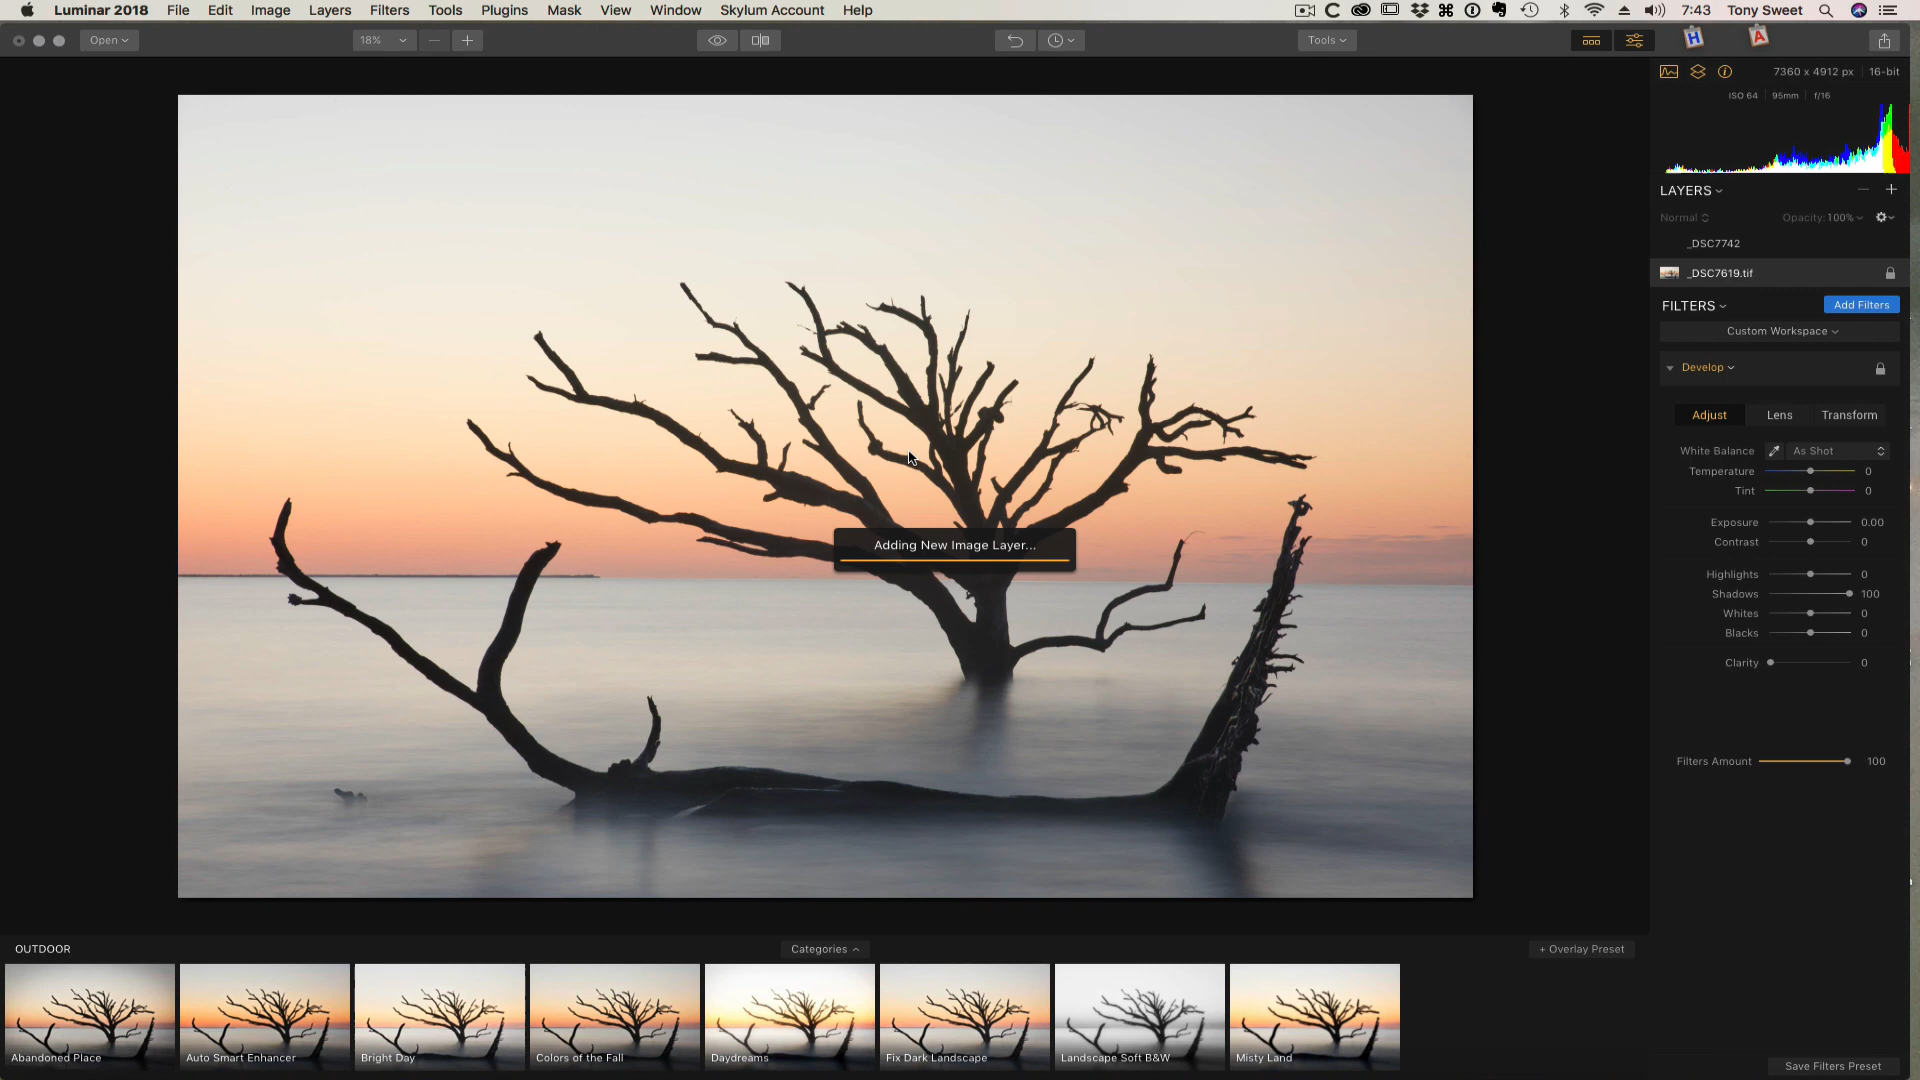 Luminar 2018 File Edit Image Layers Filters Tools Plugins Mask View Window Skylum Account Help 7:43 Tony Sweet
Open 18% Tools H A
7360 x 4912 px 16-bit
ISO 64 95mm f/16
LAYERS
Normal Opacity: 100%
_DSC7742
_DSC7619.tif
FILTERS Add Filters
Custom Workspace
Develop
Adjust Lens Transform
White Balance As Shot
Temperature 0
Tint 0
Exposure 0.00
Contrast 0
Highlights 0
Shadows 100
Whites 0
Blacks 0
Clarity 0
Filters Amount 100
Adding New Image Layer...
OUTDOOR Categories + Overlay Preset
Abandoned Place Auto Smart Enhancer Bright Day Colors of the Fall Daydreams Fix Dark Landscape Landscape Soft B&W Misty Land
Save Filters Preset